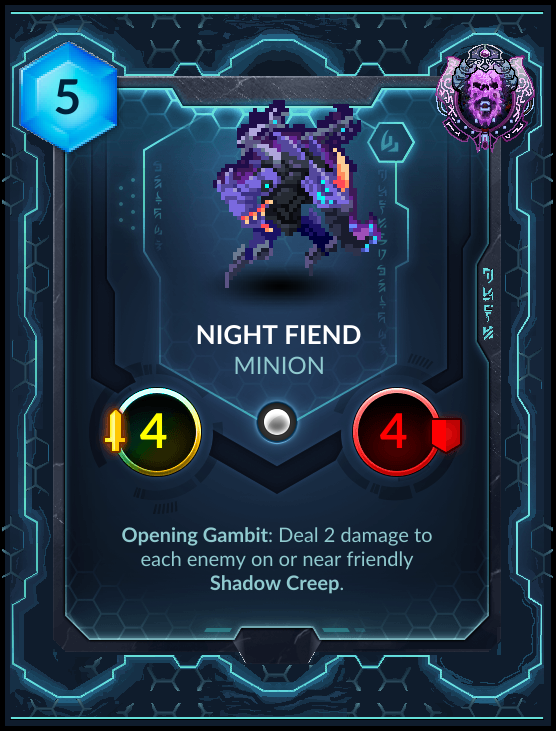 5
NIGHT FIEND
MINION
4
4
Opening Gambit: Deal 2 damage to
each enemy on or near friendly
Shadow Creep.